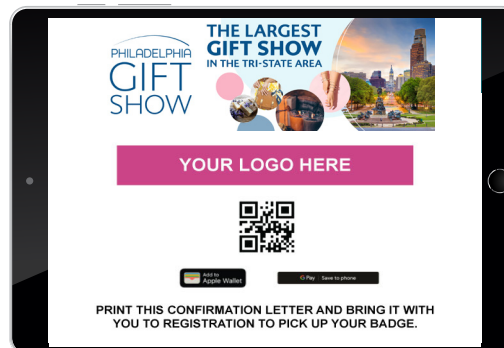 PHILADELPHIA
GIFT
SHOW
THE LARGEST
GIFT SHOW
IN THE TRI-STATE AREA
YOUR LOGO HERE
Add to
Apple Wallet
G Pay Save to phone
PRINT THIS CONFIRMATION LETTER AND BRING IT WITH
YOU TO REGISTRATION TO PICK UP YOUR BADGE.